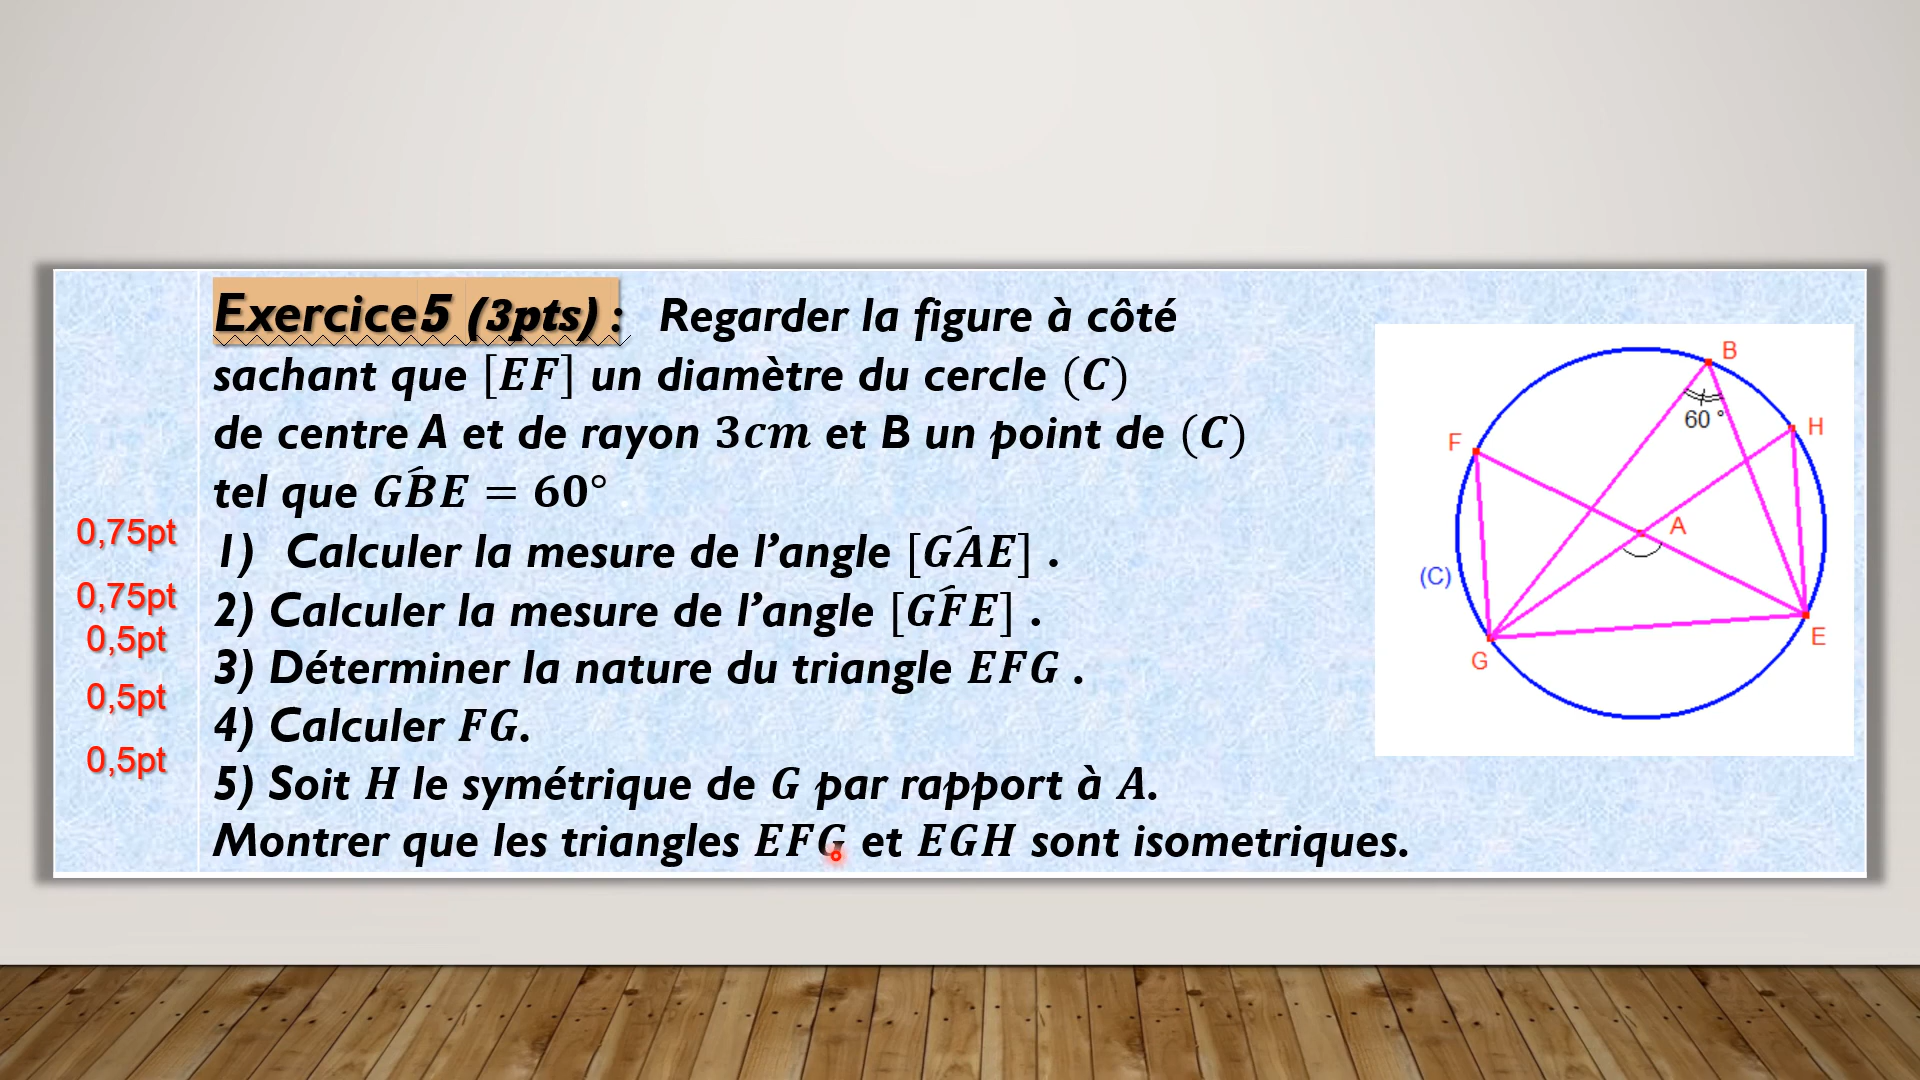 Exercice5 (3pts) : Regarder la figure à côté
sachant que [EF] un diamètre du cercle (C)
de centre A et de rayon 3cm et B un point de (C)
tel que GB̂E = 60°
0,75pt
1) Calculer la mesure de l’angle [GÂE] .
0,75pt
2) Calculer la mesure de l’angle [GF̂E] .
0,5pt
3) Déterminer la nature du triangle EFG .
0,5pt
4) Calculer FG.
0,5pt
5) Soit H le symétrique de G par rapport à A.
Montrer que les triangles EFG et EGH sont isometriques.
B
60 °
H
F
A
(C)
E
G